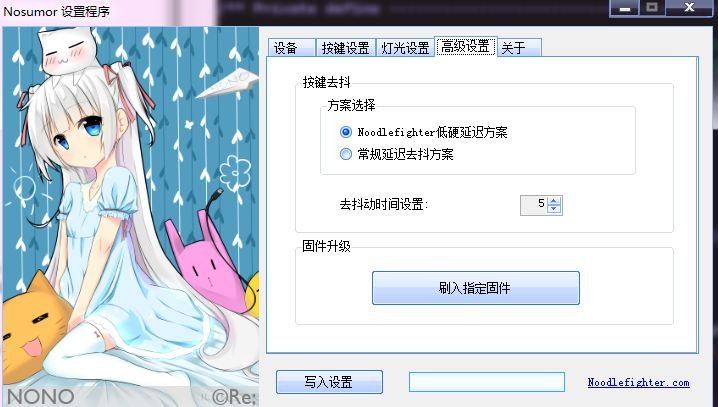 ** Private define
Nosumor 设置程序
设备 按键设置 灯光设置 高级设置 关于
按键去抖
方案选择
Noodlefighter低硬延迟方案
常规延迟去抖方案
去抖动时间设置: 5
固件升级
刷入指定固件
写入设置
Noodlefighter.com
NONO
©Re: